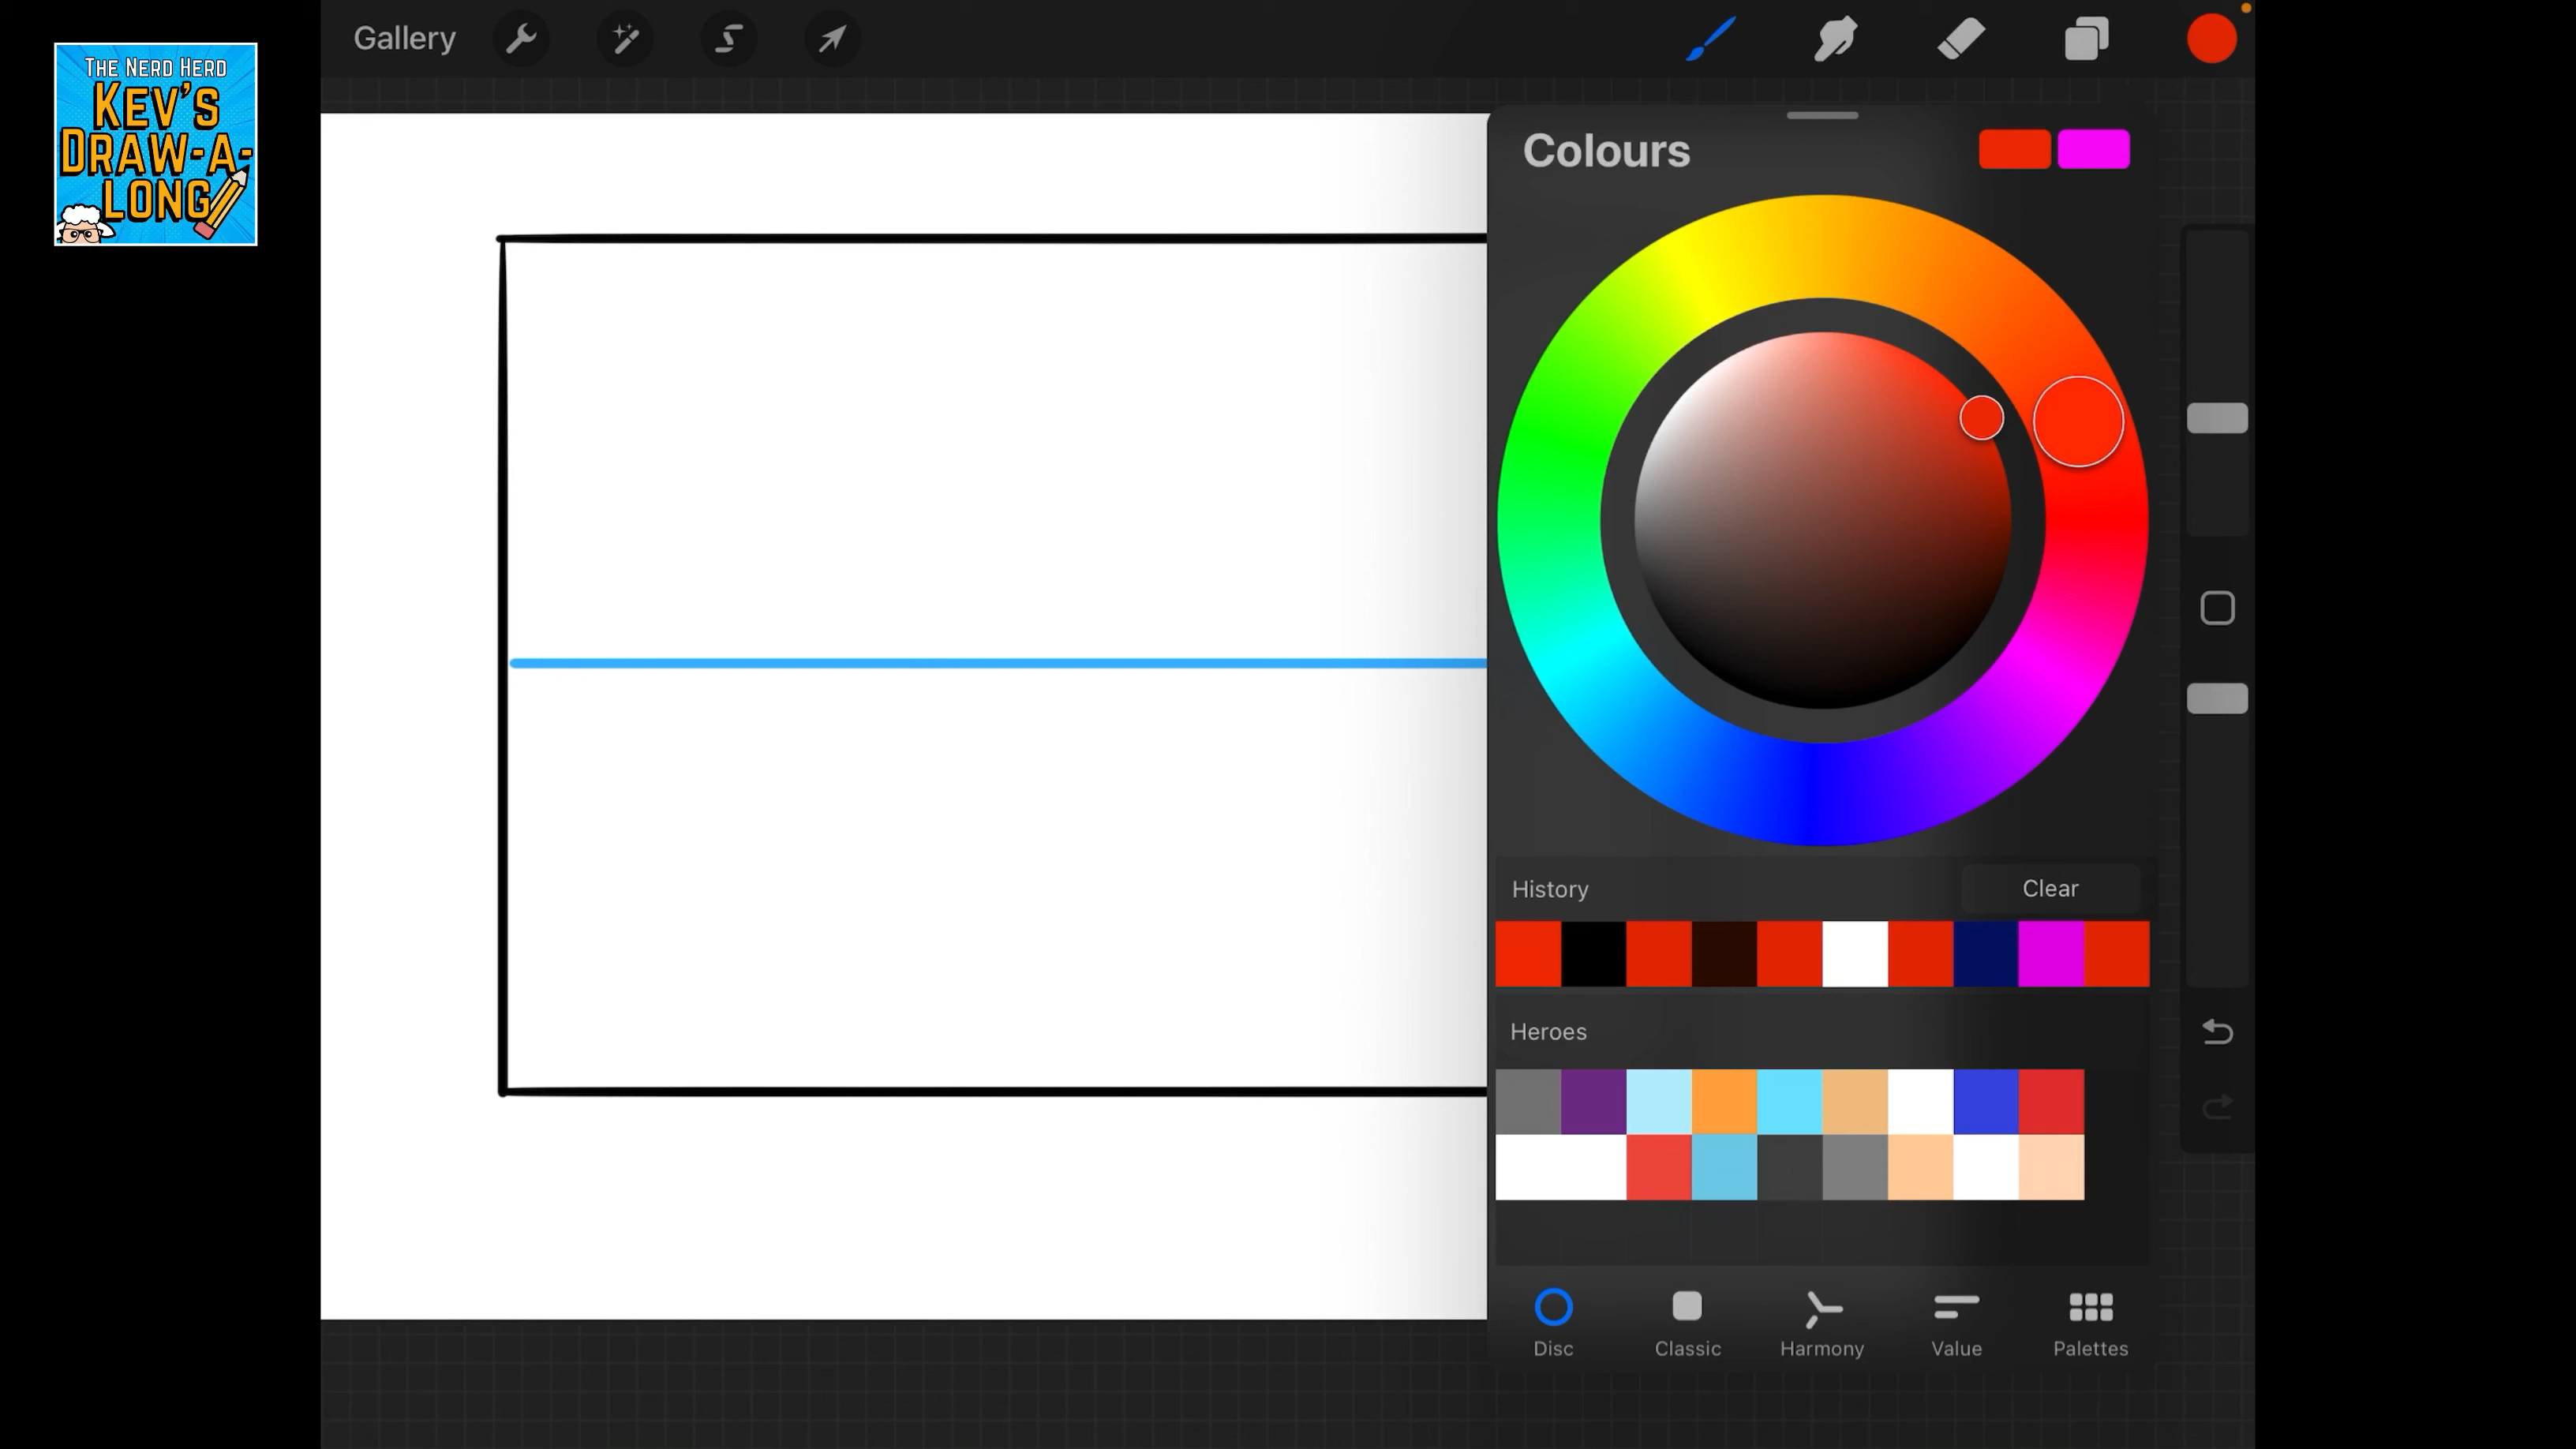 THE NERD HERD
KEV'S
DRAW-A-
LONG
Gallery
Colours
History
Clear
Heroes
Disc
Classic
Harmony
Value
Palettes